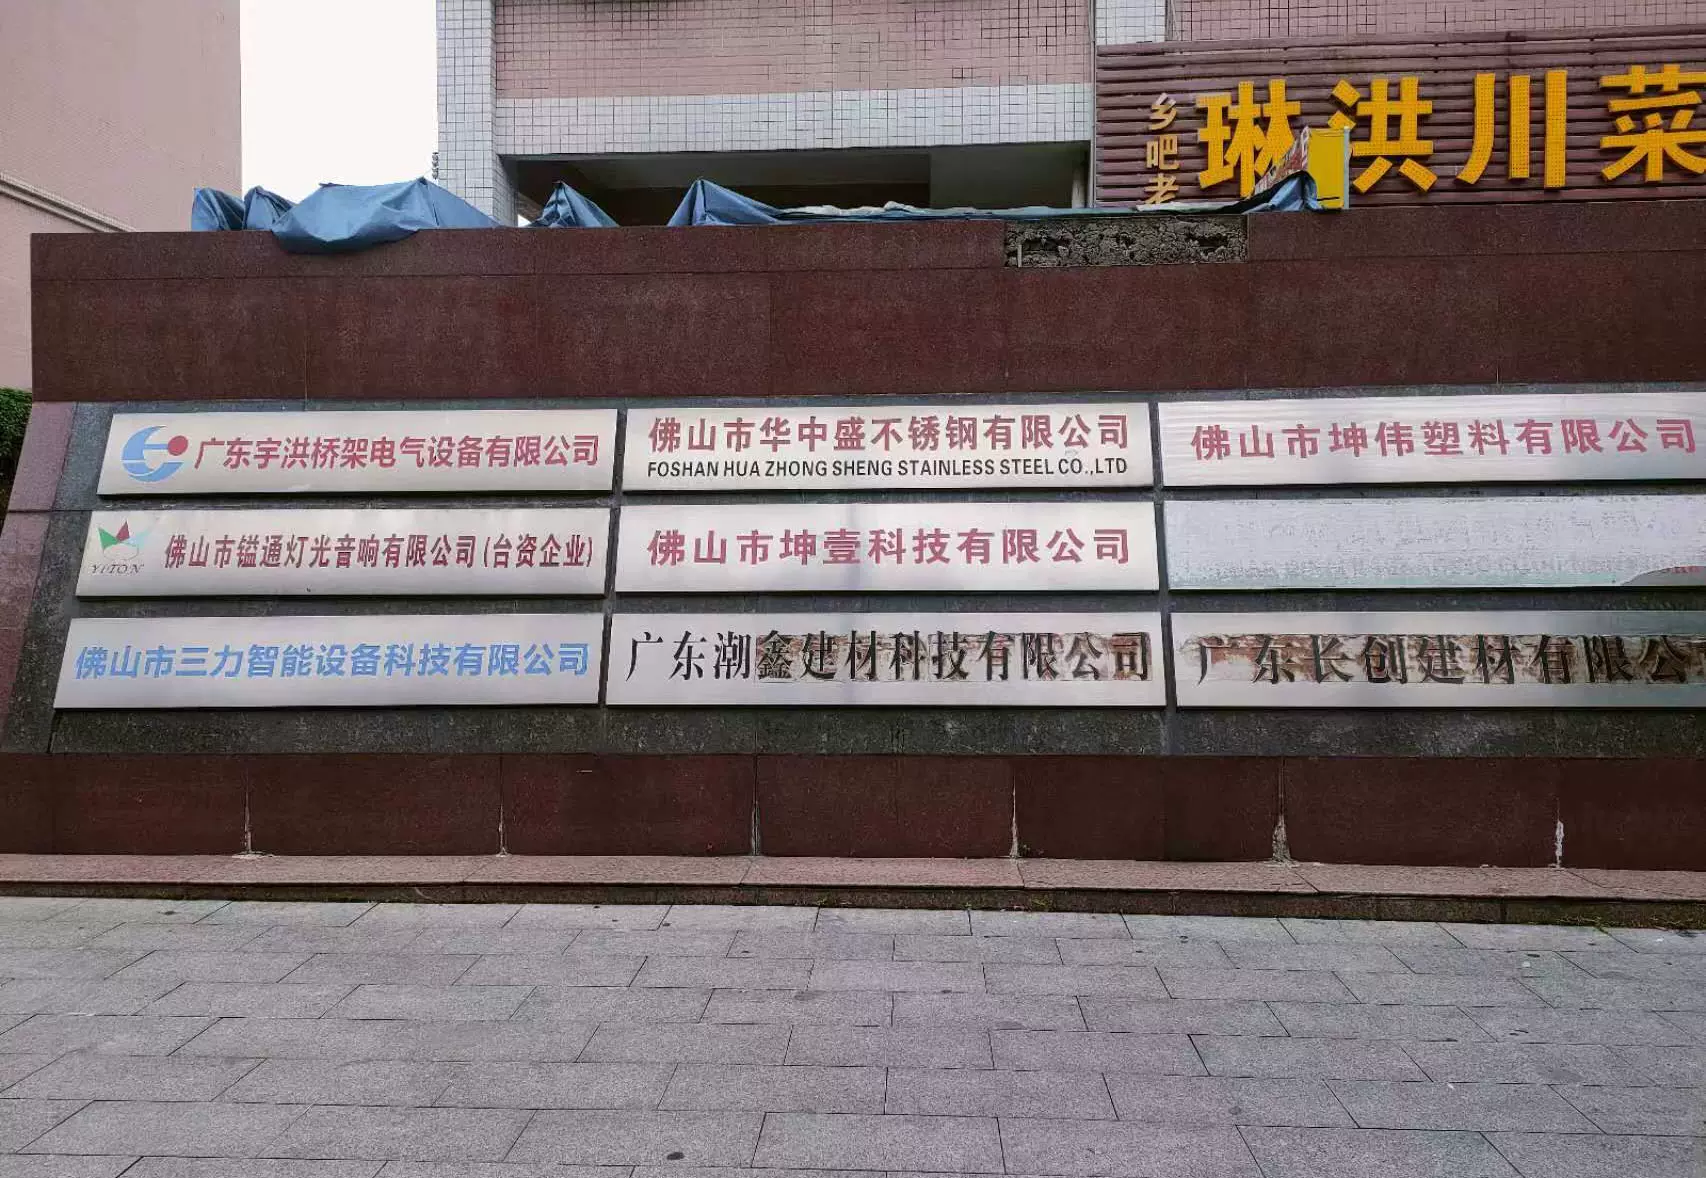 乡吧老
琳洪川菜
广东宇洪桥架电气设备有限公司
佛山市华中盛不锈钢有限公司
FOSHAN HUA ZHONG SHENG STAINLESS STEEL CO.,LTD
佛山市坤伟塑料有限公司
YITON
佛山市镒通灯光音响有限公司(台资企业)
佛山市坤壹科技有限公司
佛山市三力智能设备科技有限公司
广东潮鑫建材科技有限公司
广东长创建材有限公